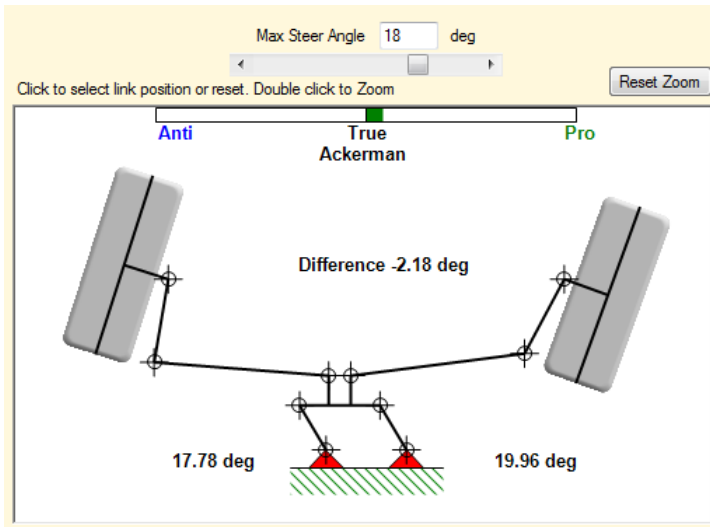 Max Steer Angle 18 deg
Click to select link position or reset. Double click to Zoom
Reset Zoom
Anti True Pro
Ackerman
Difference -2.18 deg
17.78 deg 19.96 deg